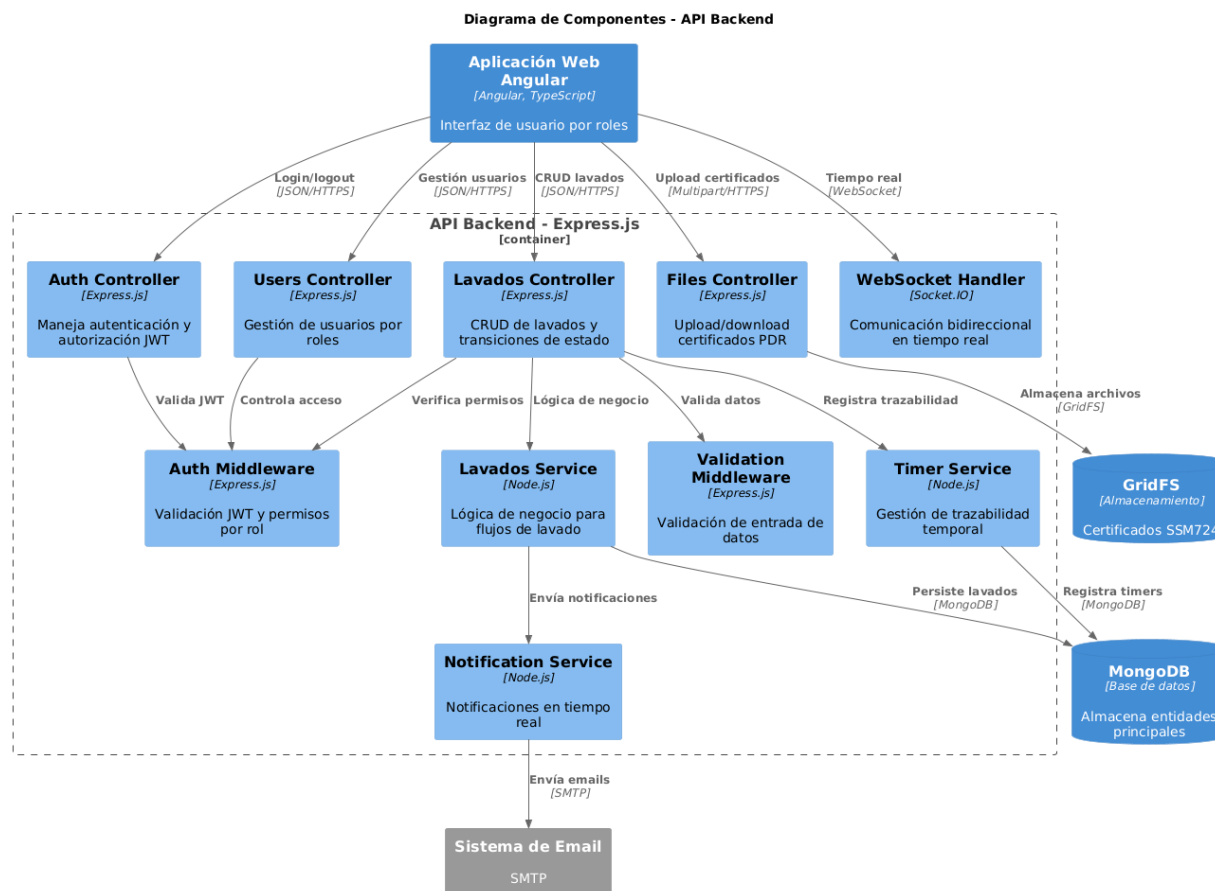 Diagrama de Componentes - API Backend
Aplicación Web
Angular
[Angular, TypeScript]
Interfaz de usuario por roles
Login/logout
[JSON/HTTPS]
Gestión usuarios
[JSON/HTTPS]
CRUD lavados
[JSON/HTTPS]
Upload certificados
[Multipart/HTTPS]
Tiempo real
[WebSocket]
API Backend - Express.js
[container]
Auth Controller
[Express.js]
Maneja autenticación y
autorización JWT
Users Controller
[Express.js]
Gestión de usuarios por
roles
Lavados Controller
[Express.js]
CRUD de lavados y
transiciones de estado
Files Controller
[Express.js]
Upload/download
certificados PDR
WebSocket Handler
[Socket.IO]
Comunicación bidireccional
en tiempo real
Valida JWT
Controla acceso
Verifica permisos
Lógica de negocio
Valida datos
Registra trazabilidad
Almacena archivos
[GridFS]
Auth Middleware
[Express.js]
Validación JWT y permisos
por rol
Lavados Service
[Node.js]
Lógica de negocio para
flujos de lavado
Validation
Middleware
[Express.js]
Validación de entrada de
datos
Timer Service
[Node.js]
Gestión de trazabilidad
temporal
GridFS
[Almacenamiento]
Certificados SSM724
Envía notificaciones
Persiste lavados
[MongoDB]
Registra timers
[MongoDB]
Notification Service
[Node.js]
Notificaciones en tiempo
real
MongoDB
[Base de datos]
Almacena entidades
principales
Envía emails
[SMTP]
Sistema de Email
SMTP